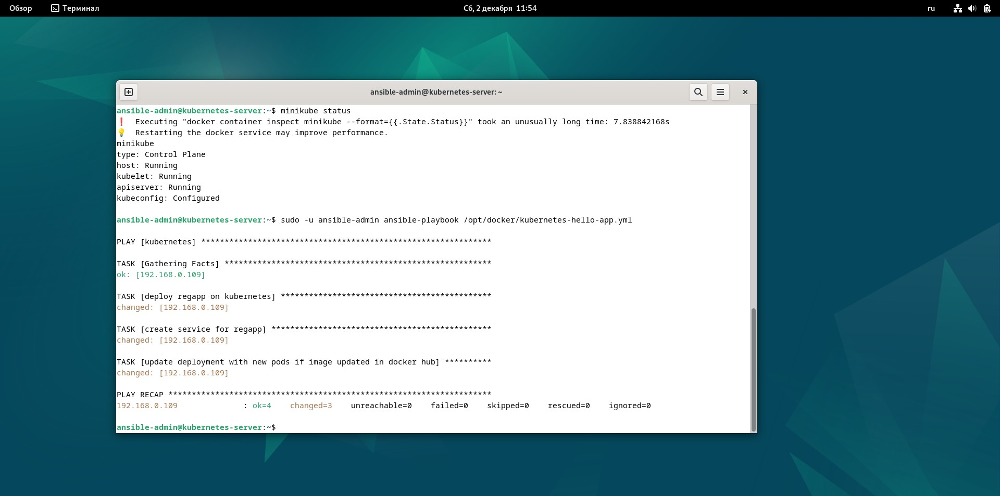 Обзор Терминал Сб, 2 декабря 11:54 ru
ansible-admin@kubernetes-server: ~
ansible-admin@kubernetes-server:~$ minikube status
❗  Executing "docker container inspect minikube --format={{.State.Status}}" took an unusually long time: 7.838842168s
💡  Restarting the docker service may improve performance.
minikube
type: Control Plane
host: Running
kubelet: Running
apiserver: Running
kubeconfig: Configured
ansible-admin@kubernetes-server:~$ sudo -u ansible-admin ansible-playbook /opt/docker/kubernetes-hello-app.yml
PLAY [kubernetes] **************************************************************
TASK [Gathering Facts] *********************************************************
ok: [192.168.0.109]
TASK [deploy regapp on kubernetes] *********************************************
changed: [192.168.0.109]
TASK [create service for regapp] ***********************************************
changed: [192.168.0.109]
TASK [update deployment with new pods if image updated in docker hub] **********
changed: [192.168.0.109]
PLAY RECAP *********************************************************************
192.168.0.109              : ok=4    changed=3    unreachable=0    failed=0    skipped=0    rescued=0    ignored=0
ansible-admin@kubernetes-server:~$